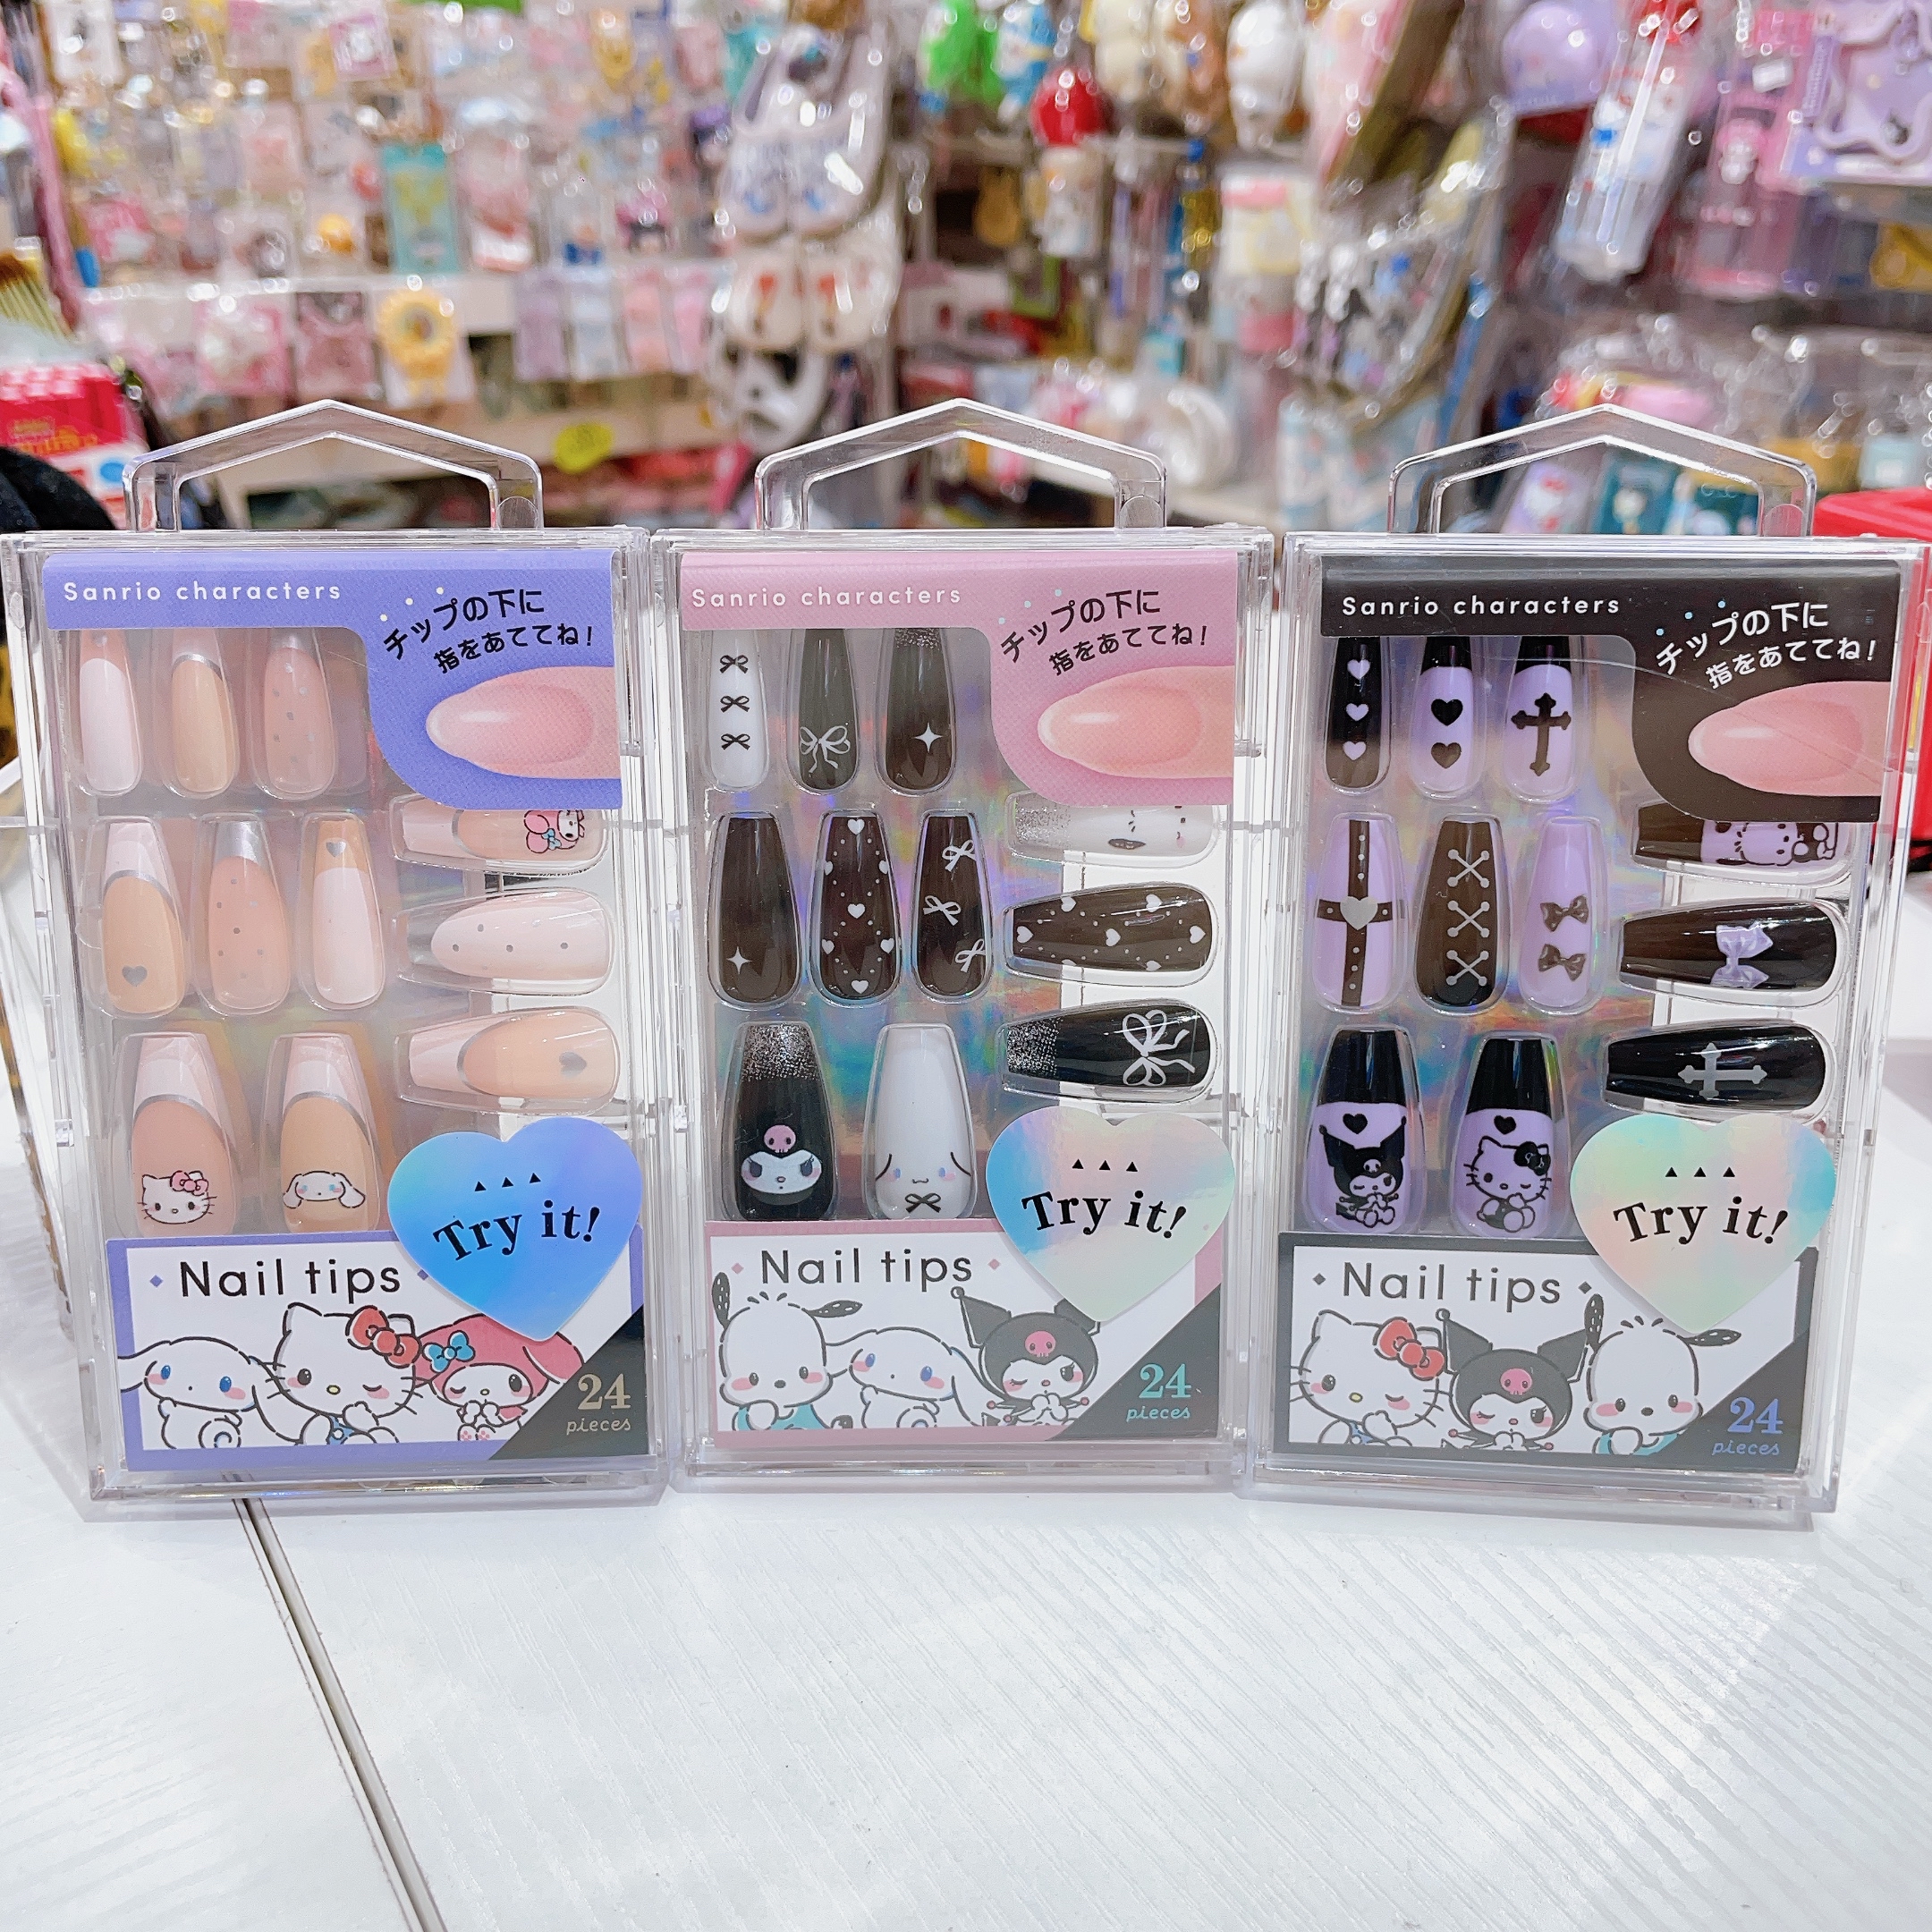 Sanrio characters
チップの下に
指をあててね!
Try it!
Nail tips
24
pieces
Sanrio characters
チップの下に
指をあててね!
Try it!
Nail tips
24
pieces
Sanrio characters
チップの下に
指をあててね!
Try it!
Nail tips
24
pieces